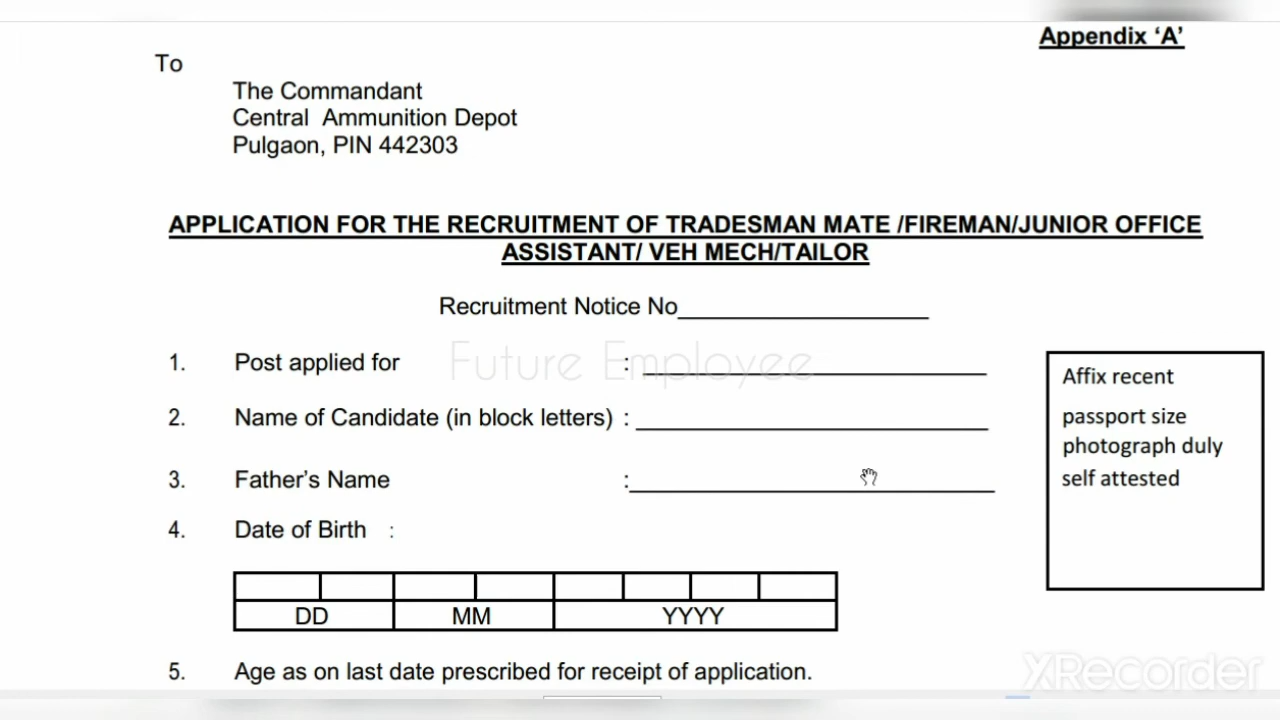 Appendix ‘A’
To
The Commandant
Central Ammunition Depot
Pulgaon, PIN 442303
APPLICATION FOR THE RECRUITMENT OF TRADESMAN MATE /FIREMAN/JUNIOR OFFICE
ASSISTANT/ VEH MECH/TAILOR
Recruitment Notice No
Future Employee
1. Post applied for :
2. Name of Candidate (in block letters) :
3. Father’s Name :
4. Date of Birth :
DD MM YYYY
5. Age as on last date prescribed for receipt of application.
Affix recent
passport size
photograph duly
self attested
XRecorder